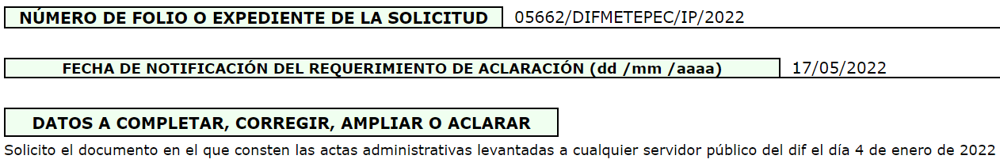 NÚMERO DE FOLIO O EXPEDIENTE DE LA SOLICITUD 05662/DIFMETEPEC/IP/2022
FECHA DE NOTIFICACIÓN DEL REQUERIMIENTO DE ACLARACIÓN (dd /mm /aaaa) 17/05/2022
DATOS A COMPLETAR, CORREGIR, AMPLIAR O ACLARAR
Solicito el documento en el que consten las actas administrativas levantadas a cualquier servidor público del dif el día 4 de enero de 2022